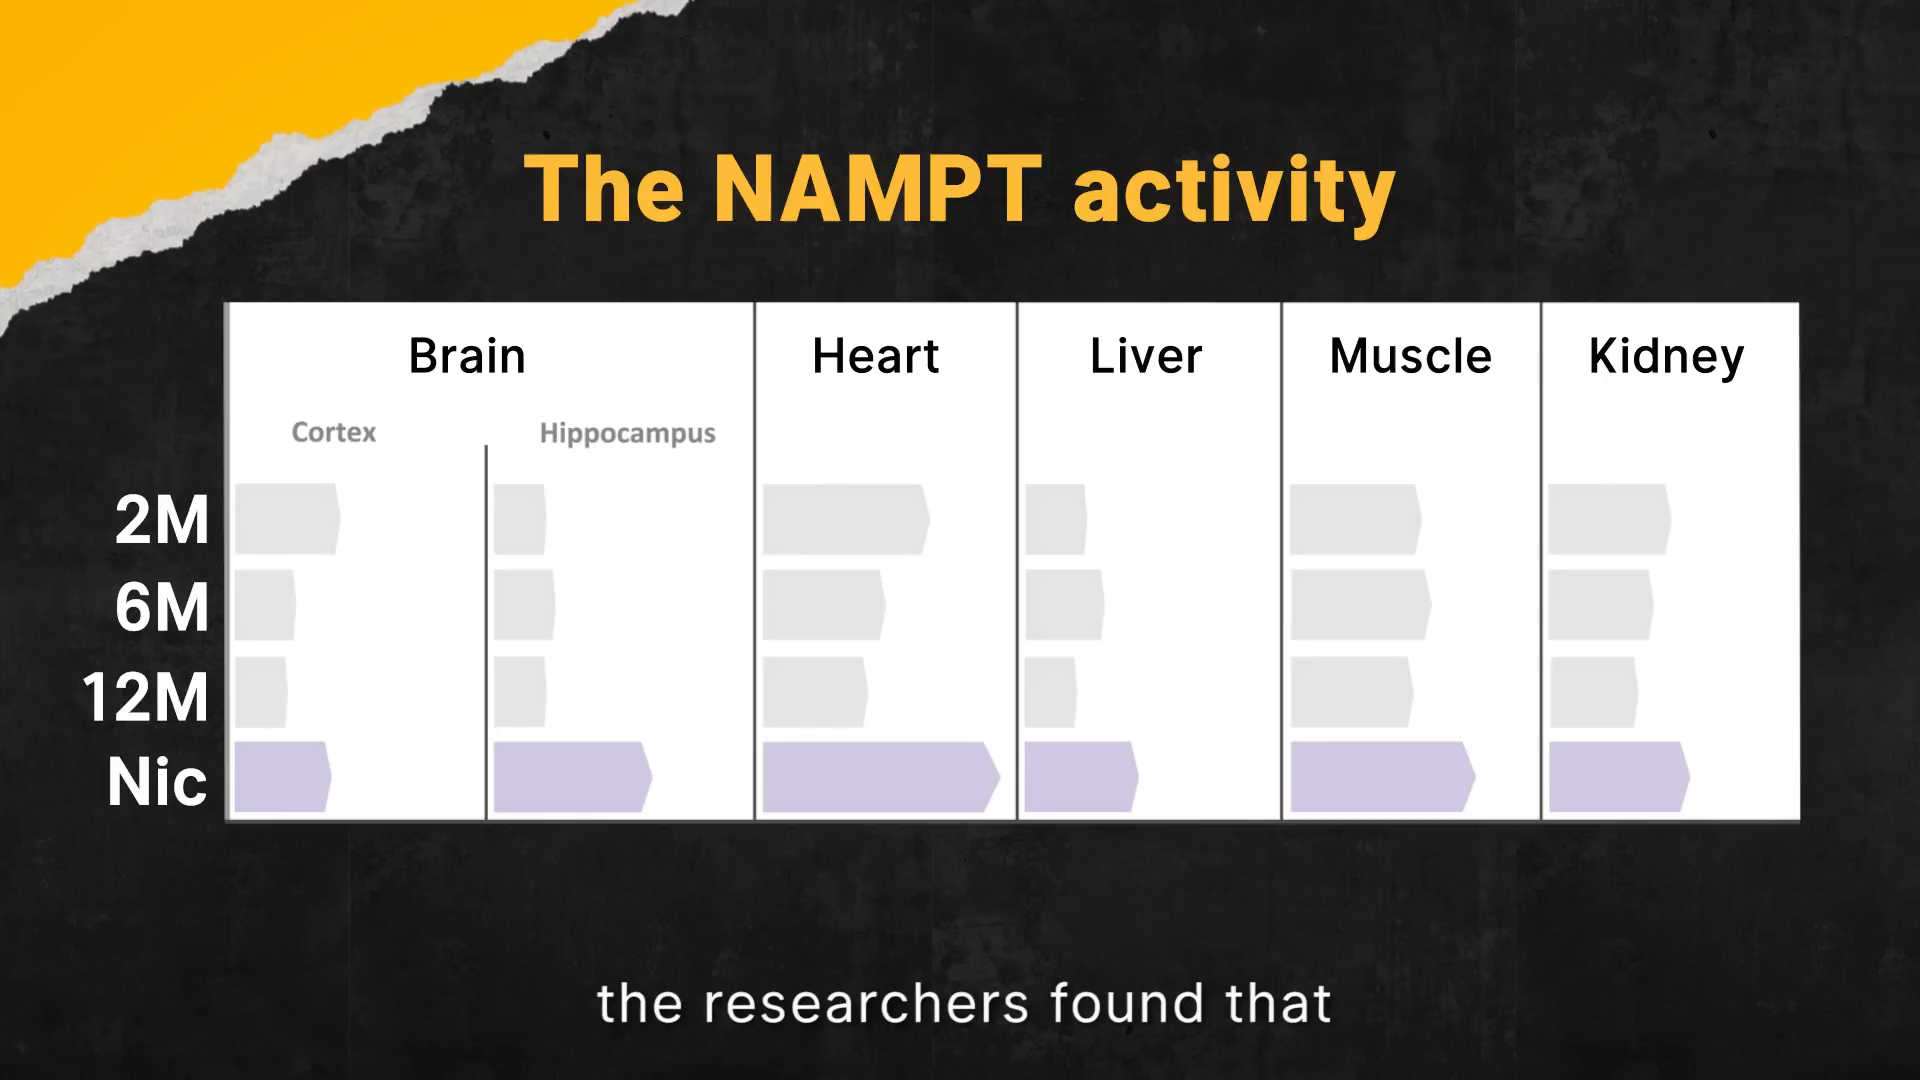 The NAMPT activity
Brain Heart Liver Muscle Kidney
Cortex Hippocampus
2M
6M
12M
Nic
the researchers found that